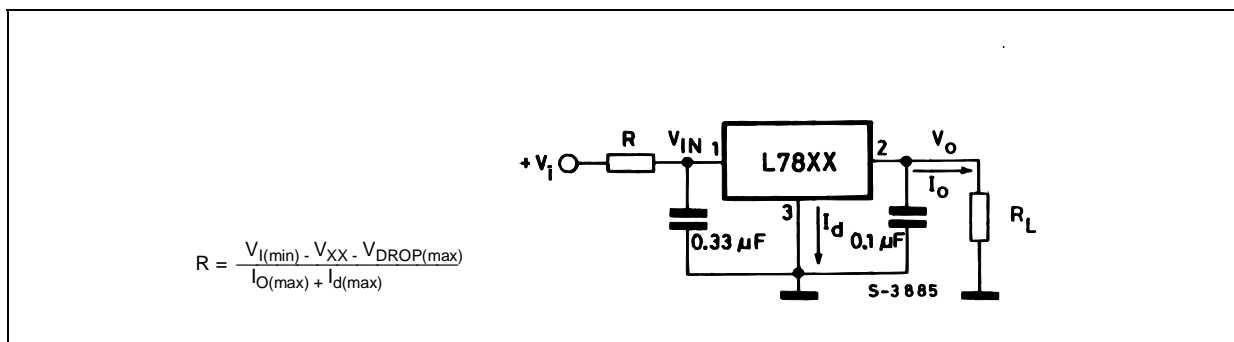 R = (V_I(min) - V_XX - V_DROP(max)) / (I_O(max) + I_d(max))
+ V_i
R
V_IN
1
L78XX
2
V_o
I_o
3
I_d
0.33 µF
0.1 µF
R_L
S-3885